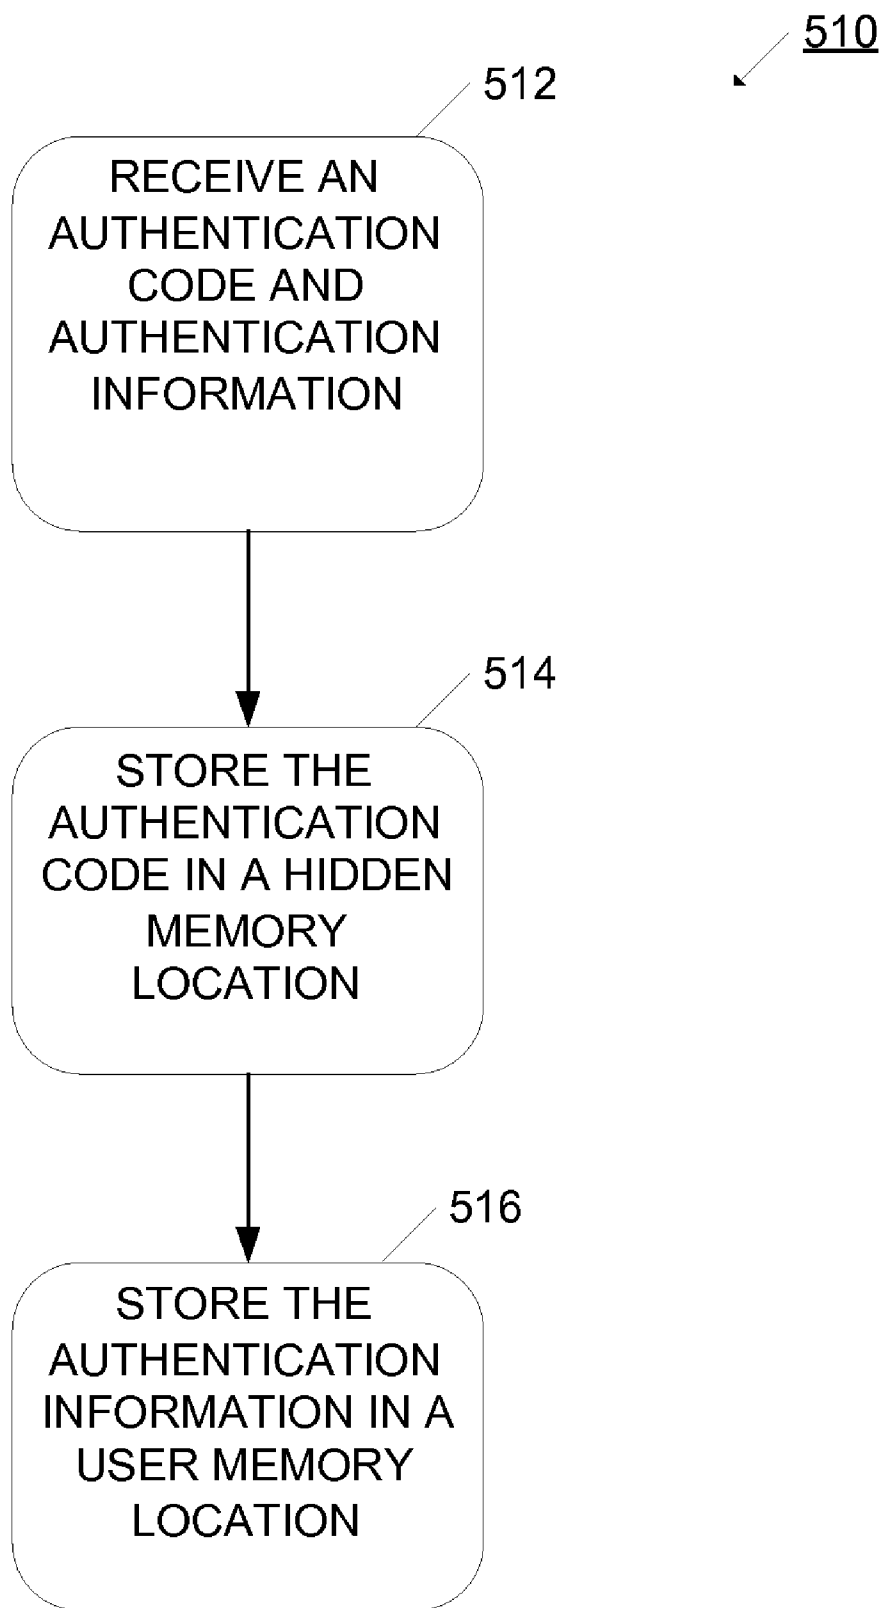 510
512
RECEIVE AN
AUTHENTICATION
CODE AND
AUTHENTICATION
INFORMATION
514
STORE THE
AUTHENTICATION
CODE IN A HIDDEN
MEMORY
LOCATION
516
STORE THE
AUTHENTICATION
INFORMATION IN A
USER MEMORY
LOCATION